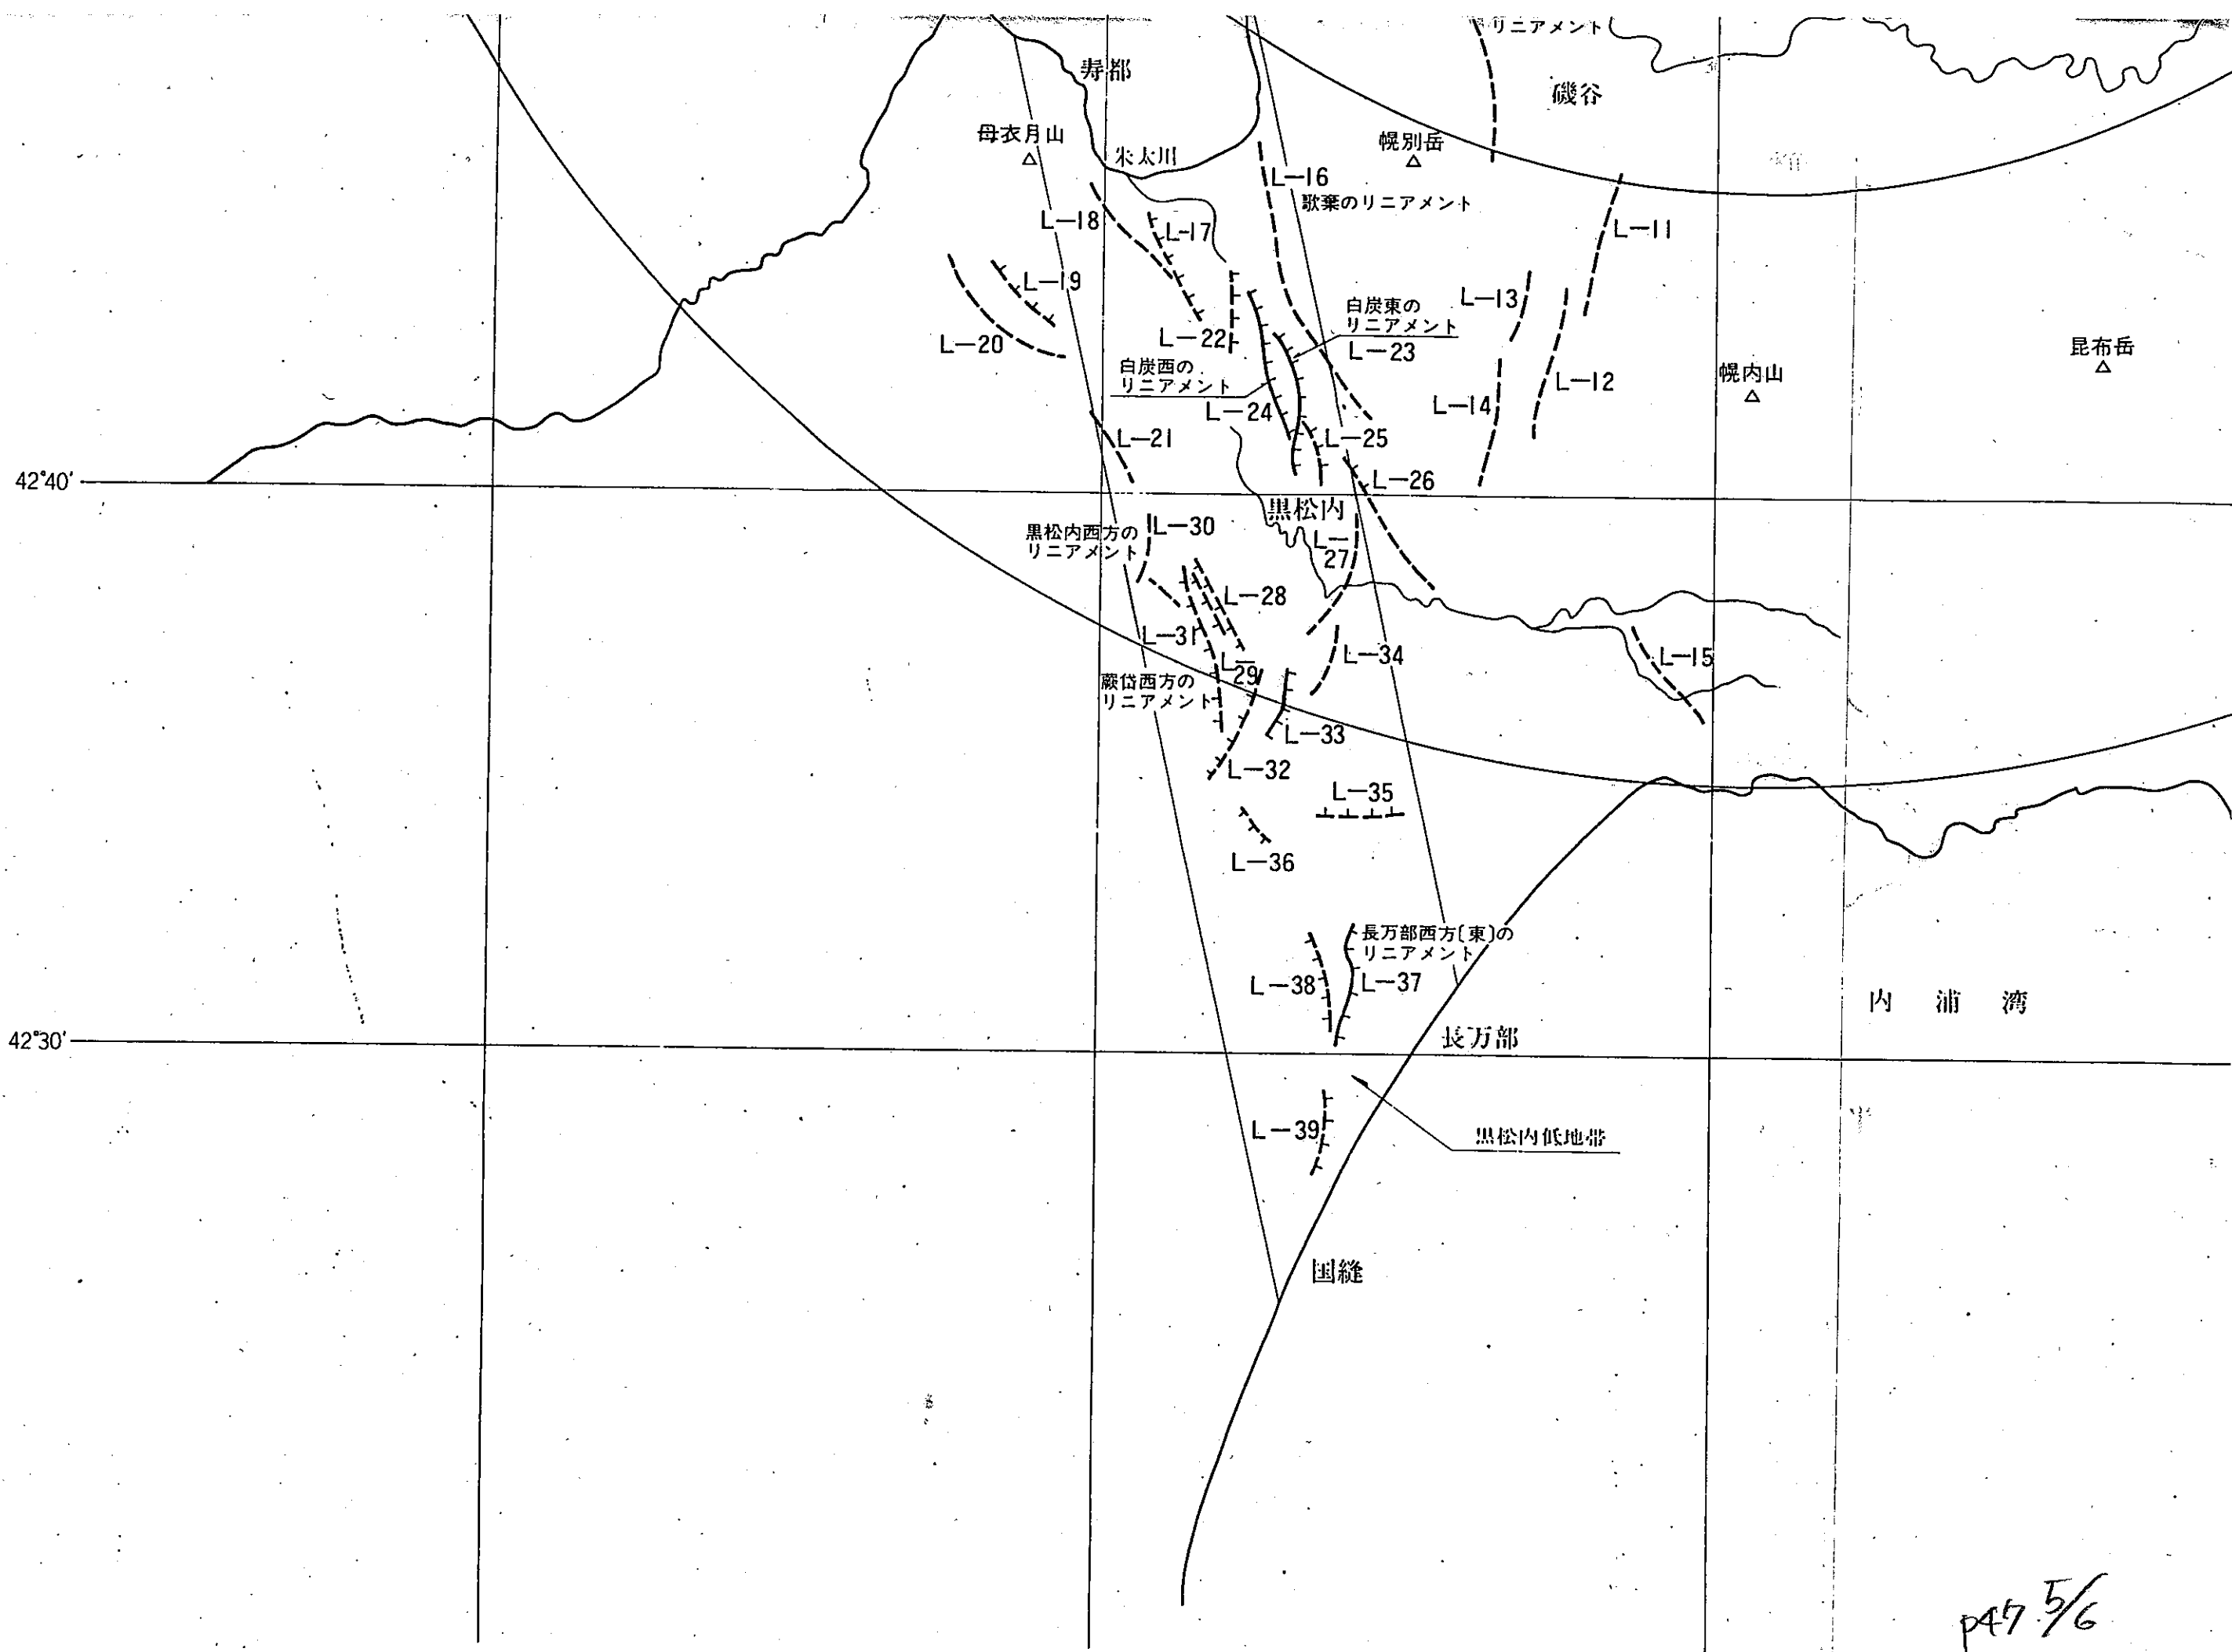 リニアメント
寿都
磯谷
母衣月山
朱太川
幌別岳
L-16
歌棄のリニアメント
L-18
L-17
L-11
L-19
L-13
白炭東の
リニアメント
L-20
L-22
L-23
昆布岳
白炭西の
リニアメント
幌内山
L-12
L-24
L-14
L-21
L-25
42°40'
L-26
黒松内
黒松内西方の
リニアメント
L-30
L-
27
L-28
L-31
L-34
L-15
L-
29
蕨岱西方の
リニアメント
L-33
L-32
L-35
L-36
長万部西方〔東〕の
リニアメント
L-38
L-37
内浦湾
42°30'
長万部
L-39
黒松内低地帯
国縫
p47 5/6